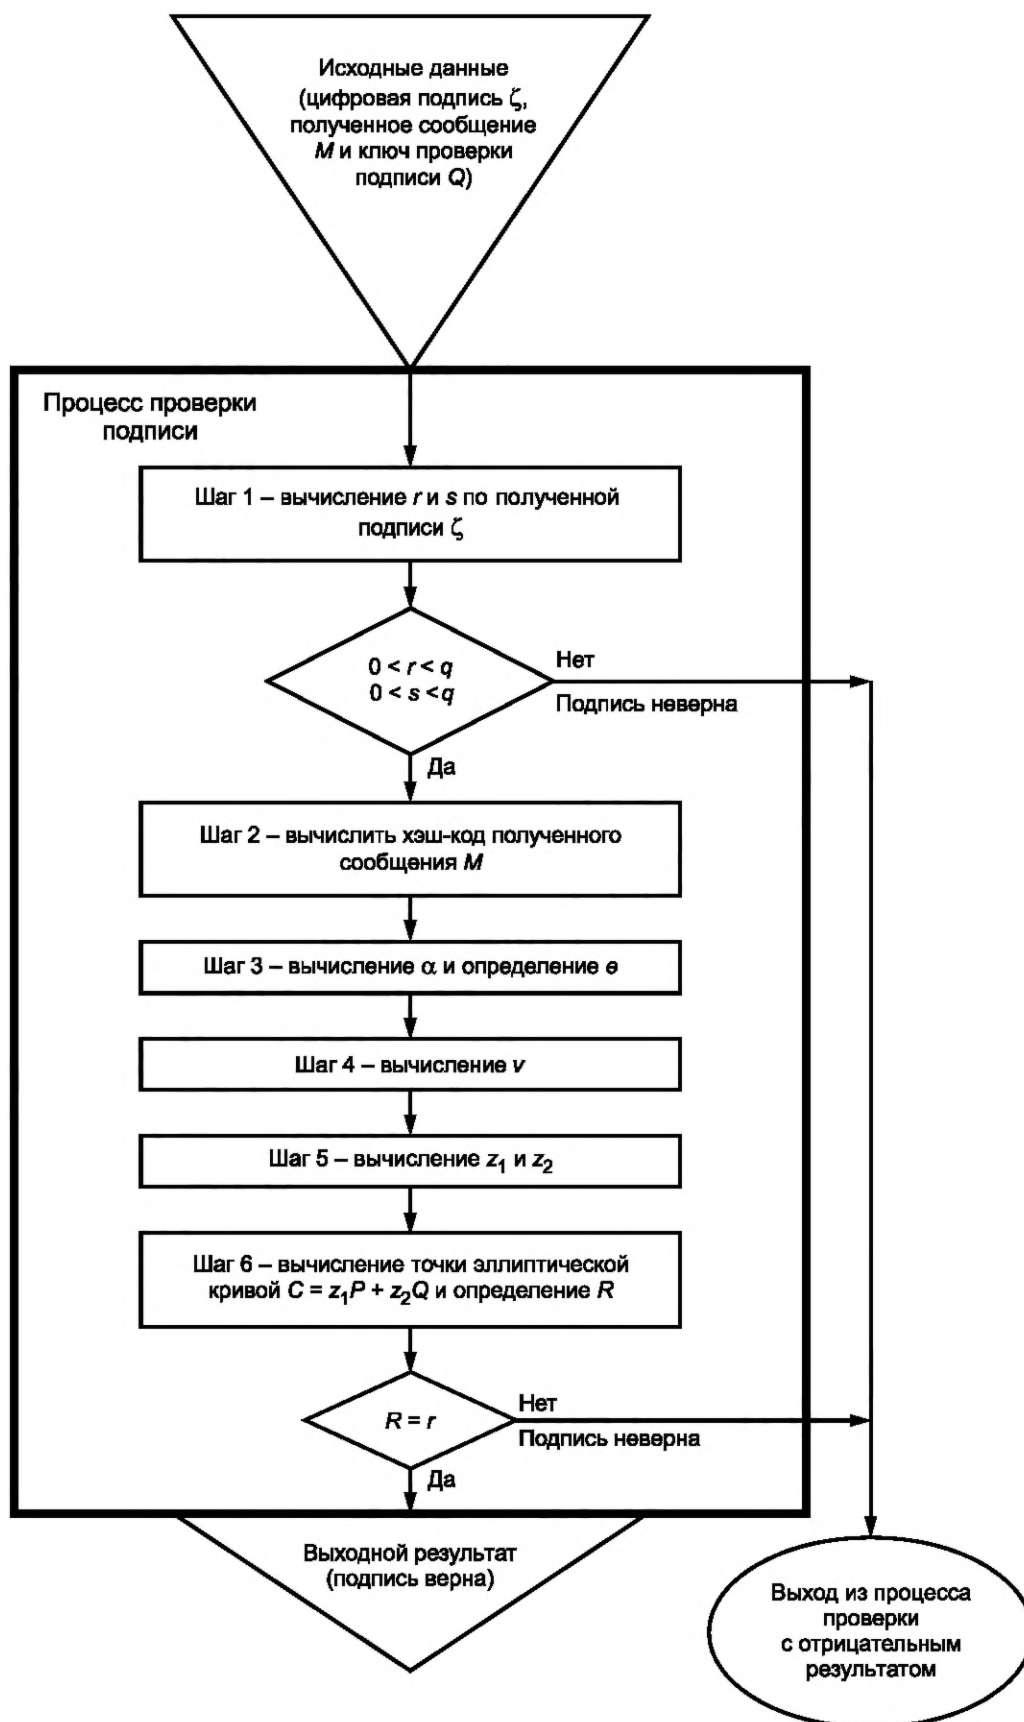 Исходные данные
(цифровая подпись ζ,
полученное сообщение
M и ключ проверки
подписи Q)
Процесс проверки
подписи
Шаг 1 – вычисление r и s по полученной
подписи ζ
0 < r < q
0 < s < q
Нет
Подпись неверна
Да
Шаг 2 – вычислить хэш-код полученного
сообщения M
Шаг 3 – вычисление α и определение e
Шаг 4 – вычисление v
Шаг 5 – вычисление z₁ и z₂
Шаг 6 – вычисление точки эллиптической
кривой C = z₁P + z₂Q и определение R
R = r
Нет
Подпись неверна
Да
Выходной результат
(подпись верна)
Выход из процесса
проверки
с отрицательным
результатом